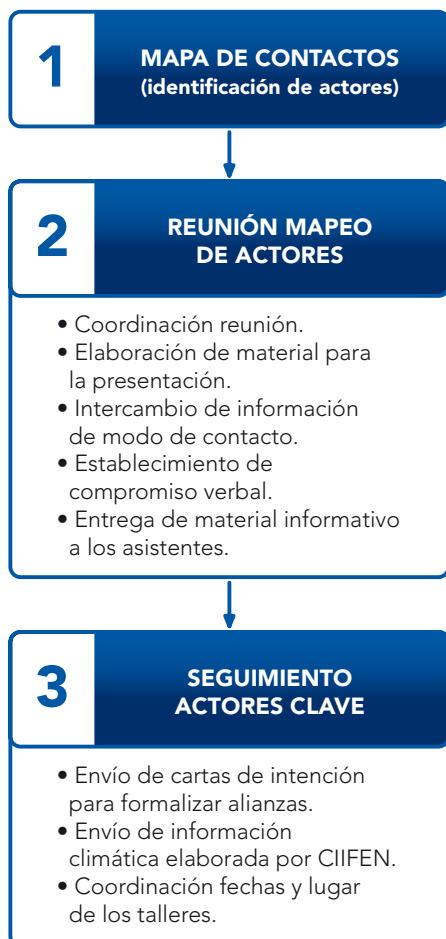 1
MAPA DE CONTACTOS
(identificación de actores)
2
REUNIÓN MAPEO
DE ACTORES
• Coordinación reunión.
• Elaboración de material para
la presentación.
• Intercambio de información
de modo de contacto.
• Establecimiento de
compromiso verbal.
• Entrega de material informativo
a los asistentes.
3
SEGUIMIENTO
ACTORES CLAVE
• Envío de cartas de intención
para formalizar alianzas.
• Envío de información
climática elaborada por CIIFEN.
• Coordinación fechas y lugar
de los talleres.